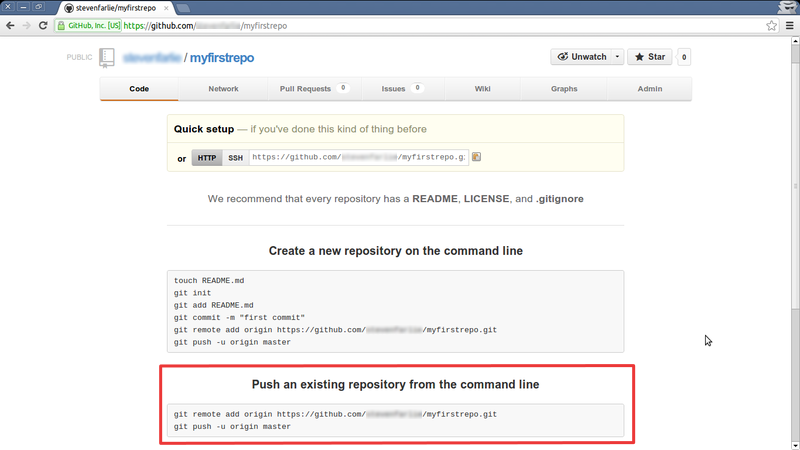 stevenfarlie/myfirstrepo
GitHub, Inc. [US] https://github.com/ /myfirstrepo
PUBLIC / myfirstrepo
Unwatch Star 0
Code Network Pull Requests 0 Issues 0 Wiki Graphs Admin
Quick setup — if you've done this kind of thing before
or HTTP SSH https://github.com/ /myfirstrepo.gi
We recommend that every repository has a README, LICENSE, and .gitignore
Create a new repository on the command line
touch README.md
git init
git add README.md
git commit -m "first commit"
git remote add origin https://github.com/ /myfirstrepo.git
git push -u origin master
Push an existing repository from the command line
git remote add origin https://github.com/ /myfirstrepo.git
git push -u origin master